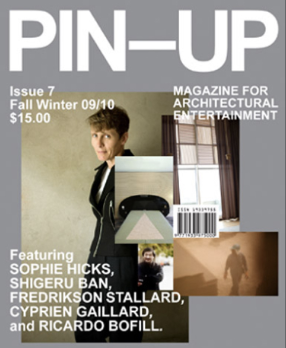 PIN–UP
Issue 7
Fall Winter 09/10
$15.00
MAGAZINE FOR
ARCHITECTURAL
ENTERTAINMENT
Featuring
SOPHIE HICKS,
SHIGERU BAN,
FREDRIKSON STALLARD,
CYPRIEN GAILLARD,
and RICARDO BOFILL.